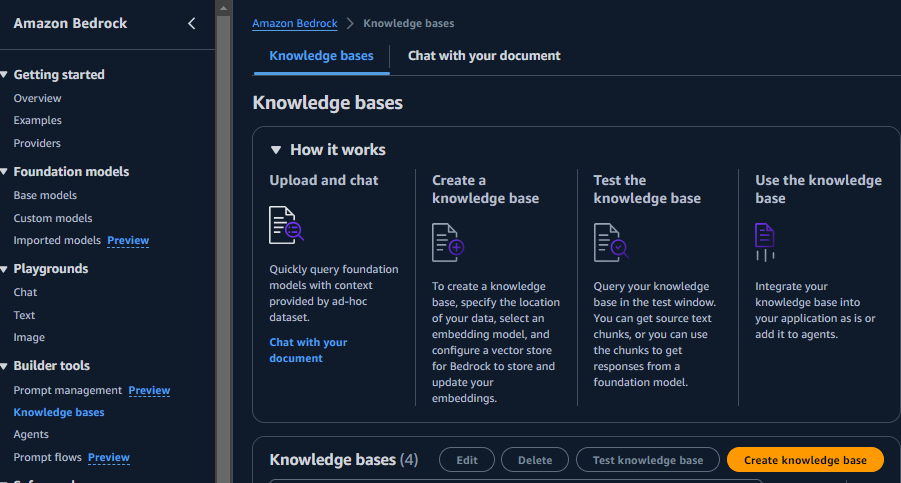 Amazon Bedrock
Getting started
Overview
Examples
Providers
Foundation models
Base models
Custom models
Imported models Preview
Playgrounds
Chat
Text
Image
Builder tools
Prompt management Preview
Knowledge bases
Agents
Prompt flows Preview
Amazon Bedrock > Knowledge bases
Knowledge bases
Chat with your document
Knowledge bases
How it works
Upload and chat
Quickly query foundation
models with context
provided by ad-hoc
dataset.
Chat with your
document
Create a
knowledge base
To create a knowledge
base, specify the location
of your data, select an
embedding model, and
configure a vector store
for Bedrock to store and
update your
embeddings.
Test the
knowledge base
Query your knowledge
base in the test window.
You can get source text
chunks, or you can use
the chunks to get
responses from a
foundation model.
Use the knowledge
base
Integrate your
knowledge base into
your application as is or
add it to agents.
Knowledge bases (4)
Edit
Delete
Test knowledge base
Create knowledge base